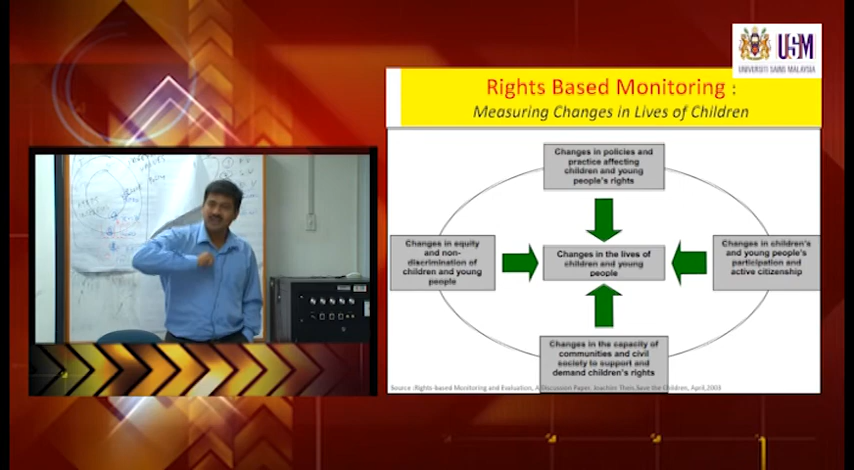 USM
UNIVERSITI SAINS MALAYSIA
Rights Based Monitoring :
Measuring Changes in Lives of Children
Changes in policies and
practice affecting
children and young
people's rights
Changes in equity
and non-
discrimination of
children and young
people
Changes in the lives of
children and young
people
Changes in children's
and young people's
participation and
active citizenship
Changes in the capacity of
communities and civil
society to support and
demand children's rights
Source :Rights-based Monitoring and Evaluation, A Discussion Paper, Joachim Theis,Save the Children, April,2003